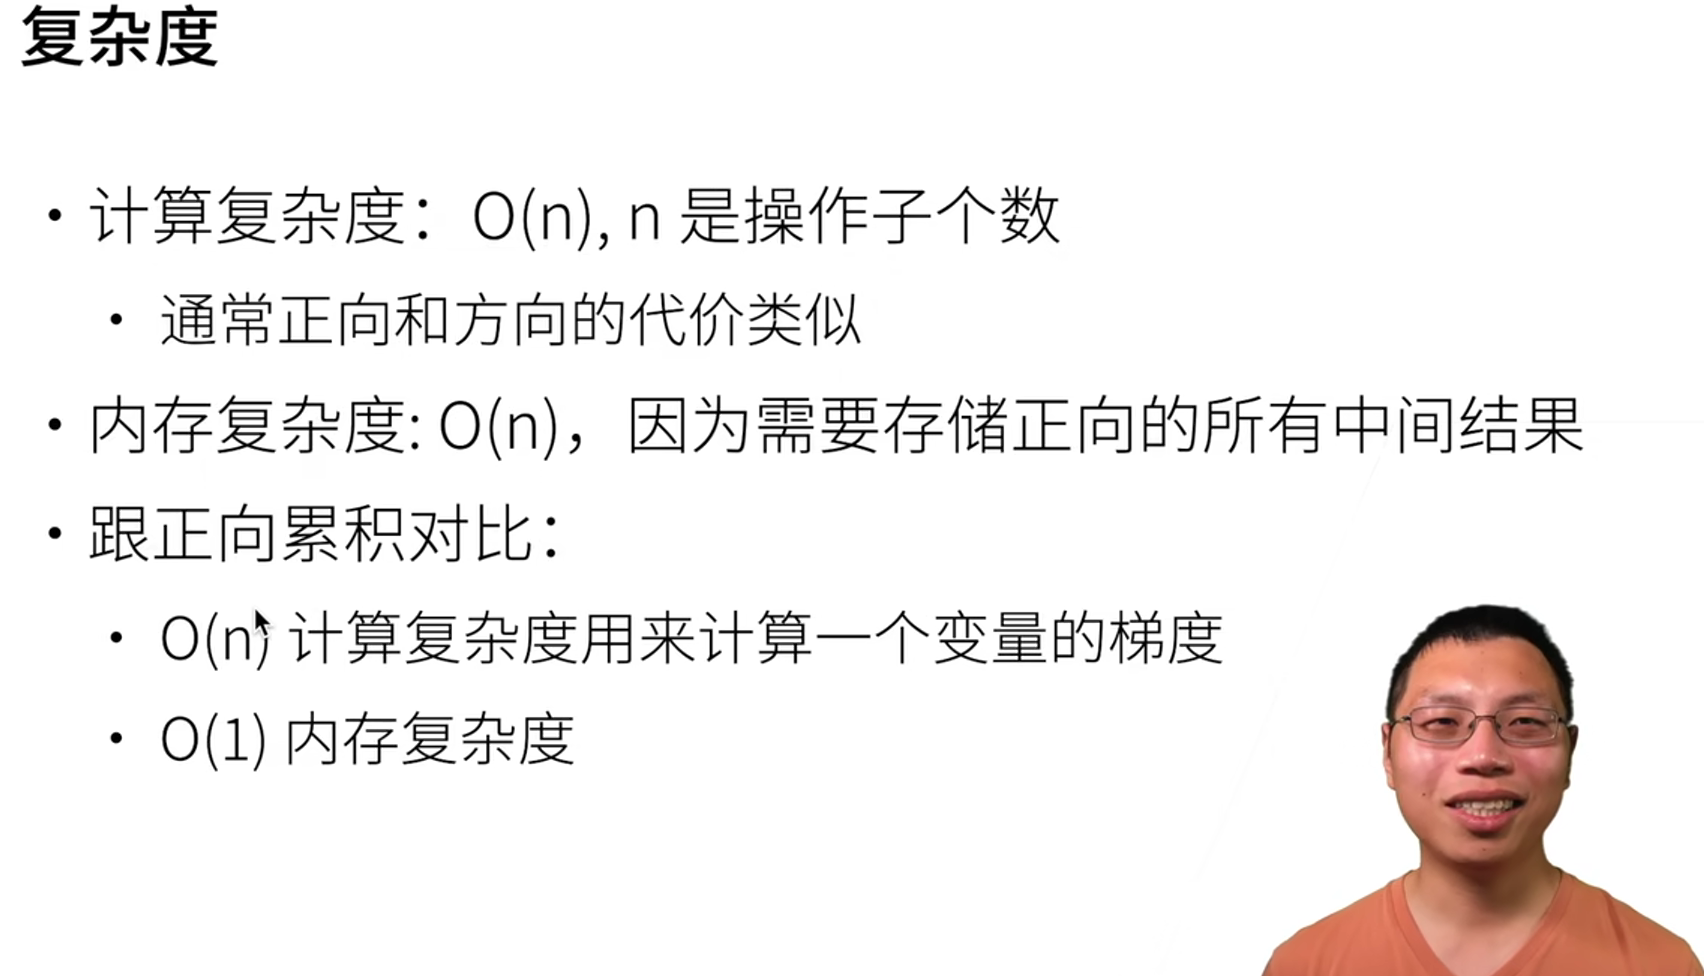 复杂度
• 计算复杂度：O(n), n 是操作子个数
• 通常正向和方向的代价类似
• 内存复杂度: O(n)，因为需要存储正向的所有中间结果
• 跟正向累积对比：
• O(n) 计算复杂度用来计算一个变量的梯度
• O(1) 内存复杂度